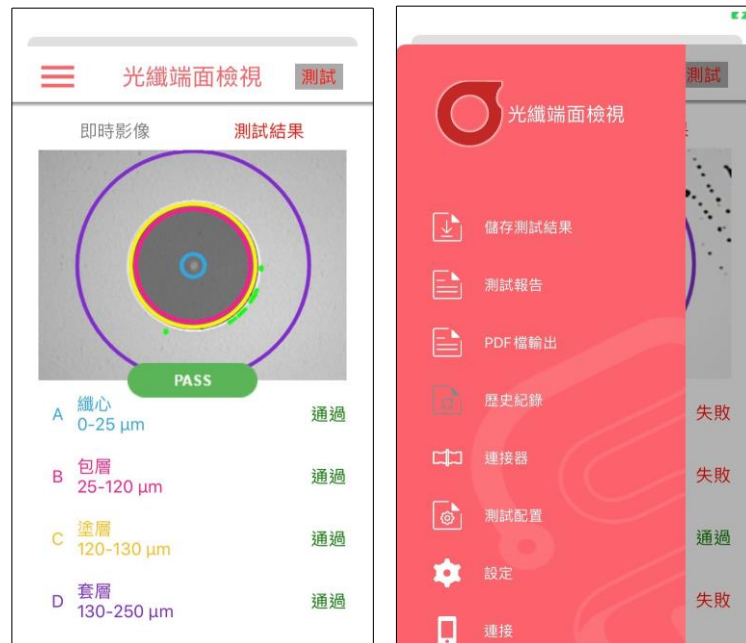 光纖端面檢視
測試
即時影像
測試結果
PASS
A
纖心
0-25 µm
通過
B
包層
25-120 µm
通過
C
塗層
120-130 µm
通過
D
套層
130-250 µm
通過
光纖端面檢視
測試
儲存測試結果
測試報告
PDF檔輸出
歷史紀錄
連接器
測試配置
設定
連接
失敗
失敗
通過
失敗